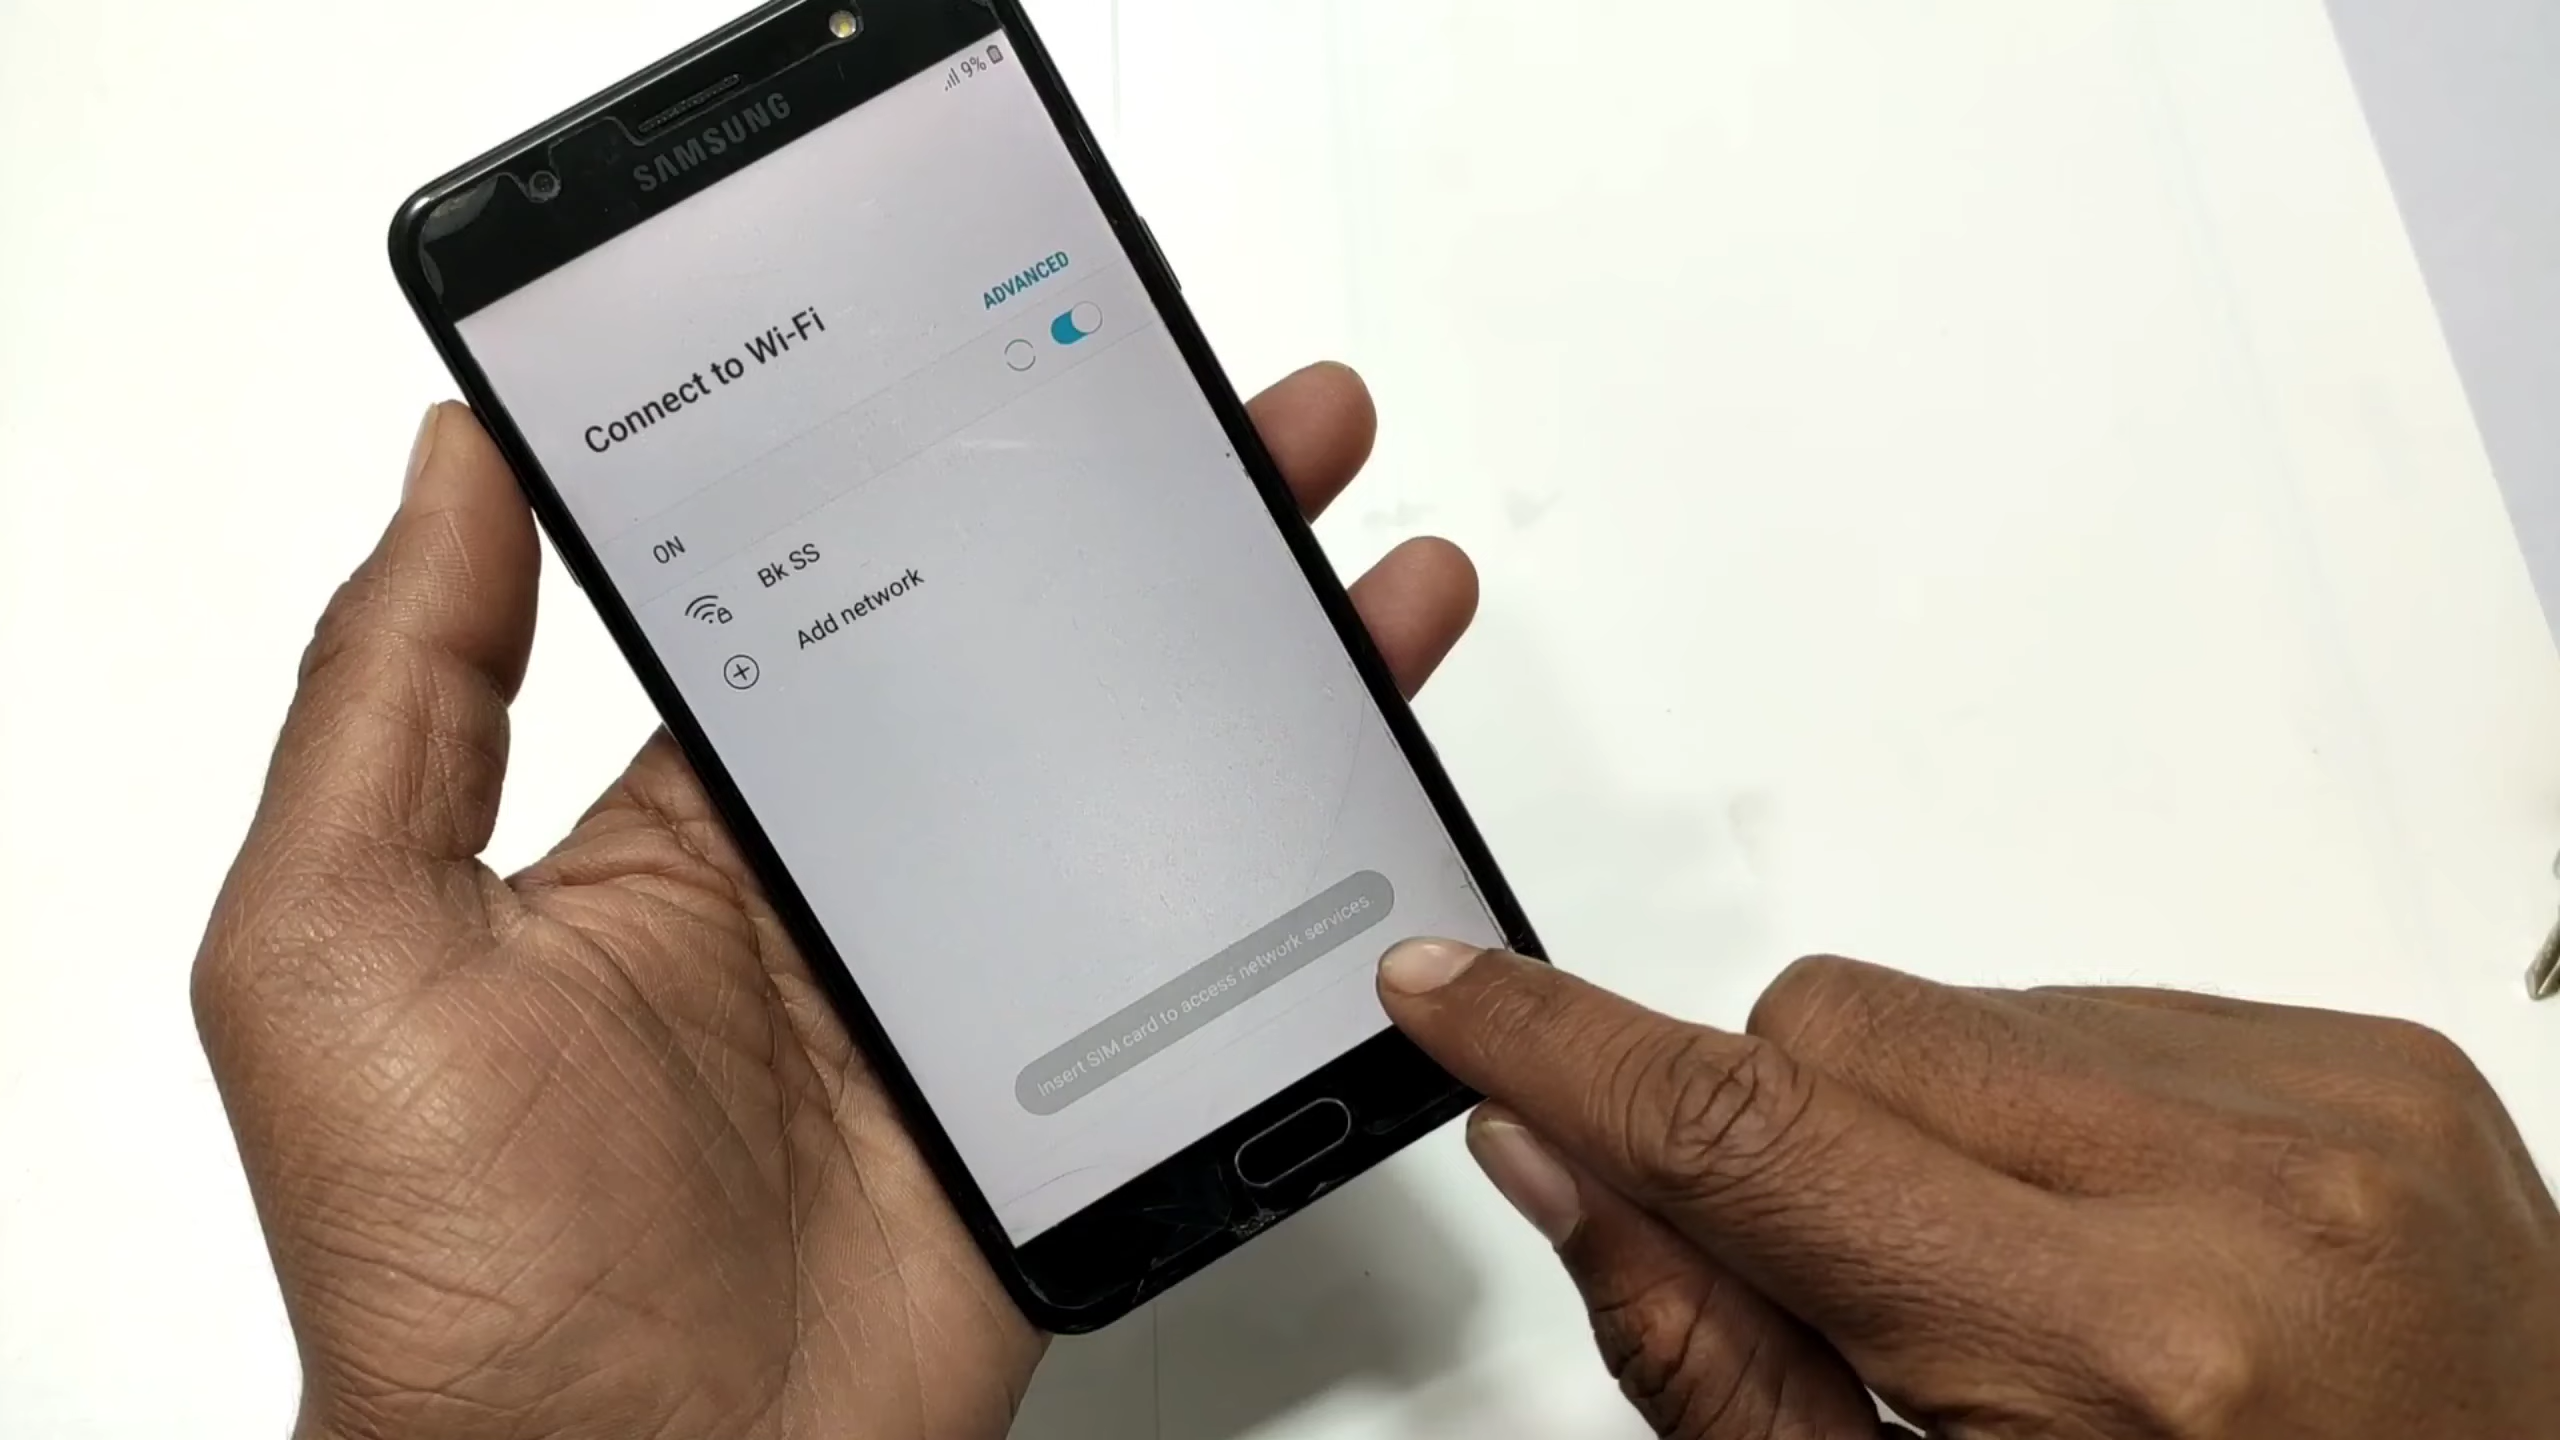 9%
SAMSUNG
Connect to Wi-Fi
ADVANCED
ON
Bk SS
Add network
Insert SIM card to access network services.